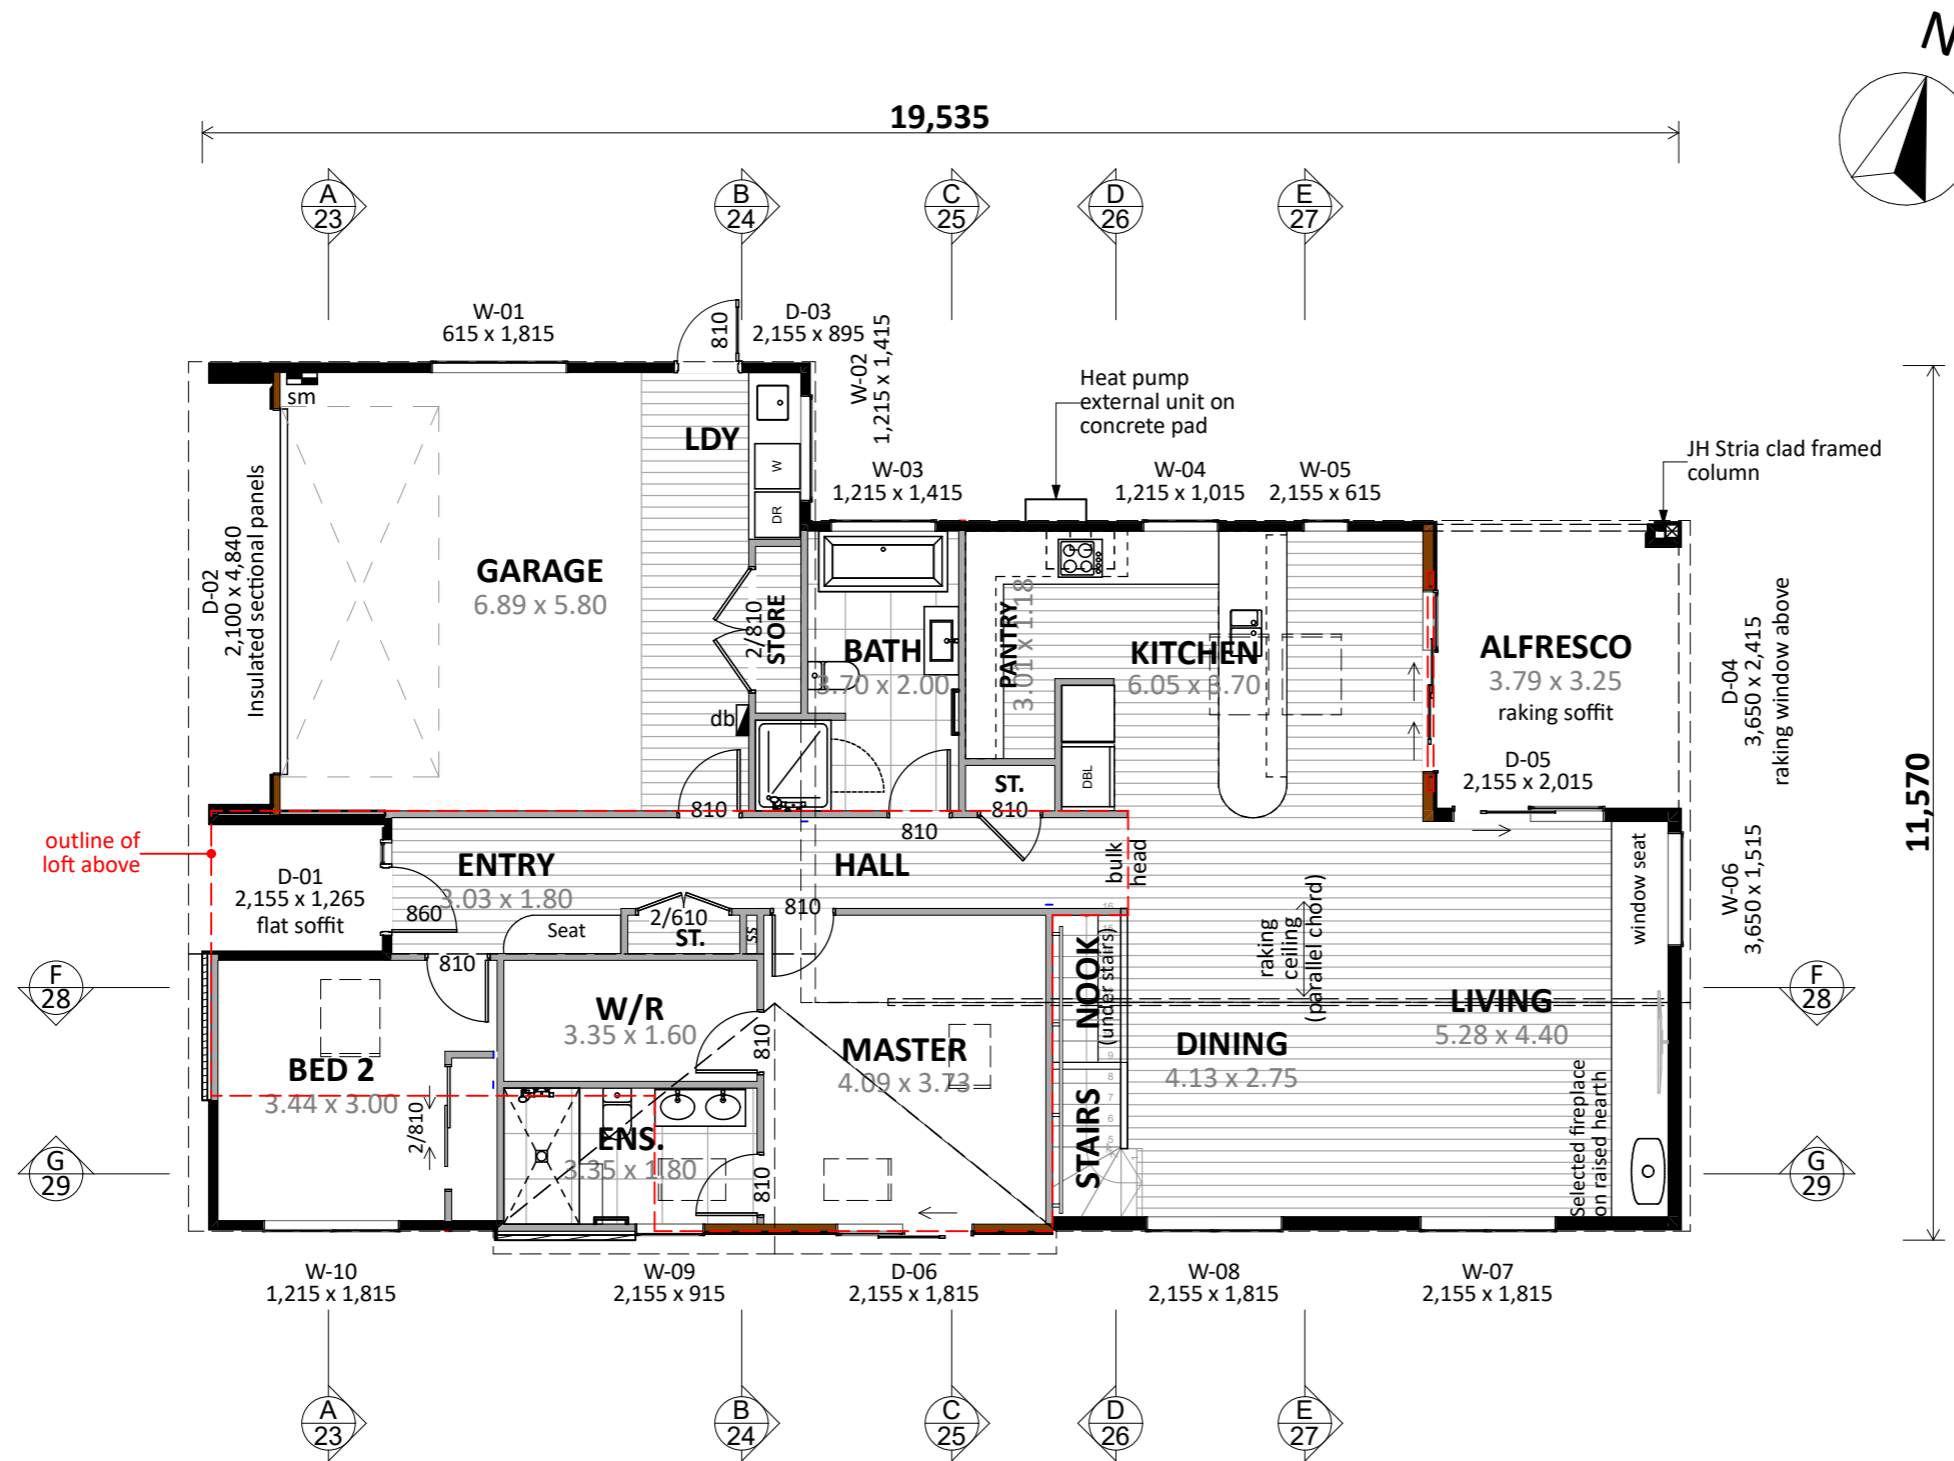 N
19,535
A
23
B
24
C
25
D
26
E
27
W-01
615 x 1,815
810
D-03
2,155 x 895
W-02
1,215 x 1,415
Heat pump
external unit on
concrete pad
JH Stria clad framed
column
W-03
1,215 x 1,415
W-04
1,215 x 1,015
W-05
2,155 x 615
sm
LDY
W
DR
D-02
2,100 x 4,840
Insulated sectional panels
GARAGE
6.89 x 5.80
2/810
STORE
db
BATH
3.70 x 2.00
PANTRY
3.01 x 1.18
KITCHEN
6.05 x 3.70
ALFRESCO
3.79 x 3.25
raking soffit
D-04
3,650 x 2,415
raking window above
D-05
2,155 x 2,015
DBL
ST.
810
810
810
11,570
outline of
loft above
D-01
2,155 x 1,265
flat soffit
ENTRY
3.03 x 1.80
860
HALL
bulk
head
window seat
W-06
3,650 x 1,515
Seat
2/610
ST.
ss
810
810
16
15
NOOK
(under stairs)
raking
ceiling
(parallel chord)
F
28
F
28
W/R
3.35 x 1.60
810
MASTER
4.09 x 3.73
LIVING
5.28 x 4.40
DINING
4.13 x 2.75
BED 2
3.44 x 3.00
2/810
9
8
7
6
5
STAIRS
ENS.
3.35 x 1.80
810
Selected fireplace
on raised hearth
G
29
G
29
W-10
1,215 x 1,815
W-09
2,155 x 915
D-06
2,155 x 1,815
W-08
2,155 x 1,815
W-07
2,155 x 1,815
A
23
B
24
C
25
D
26
E
27